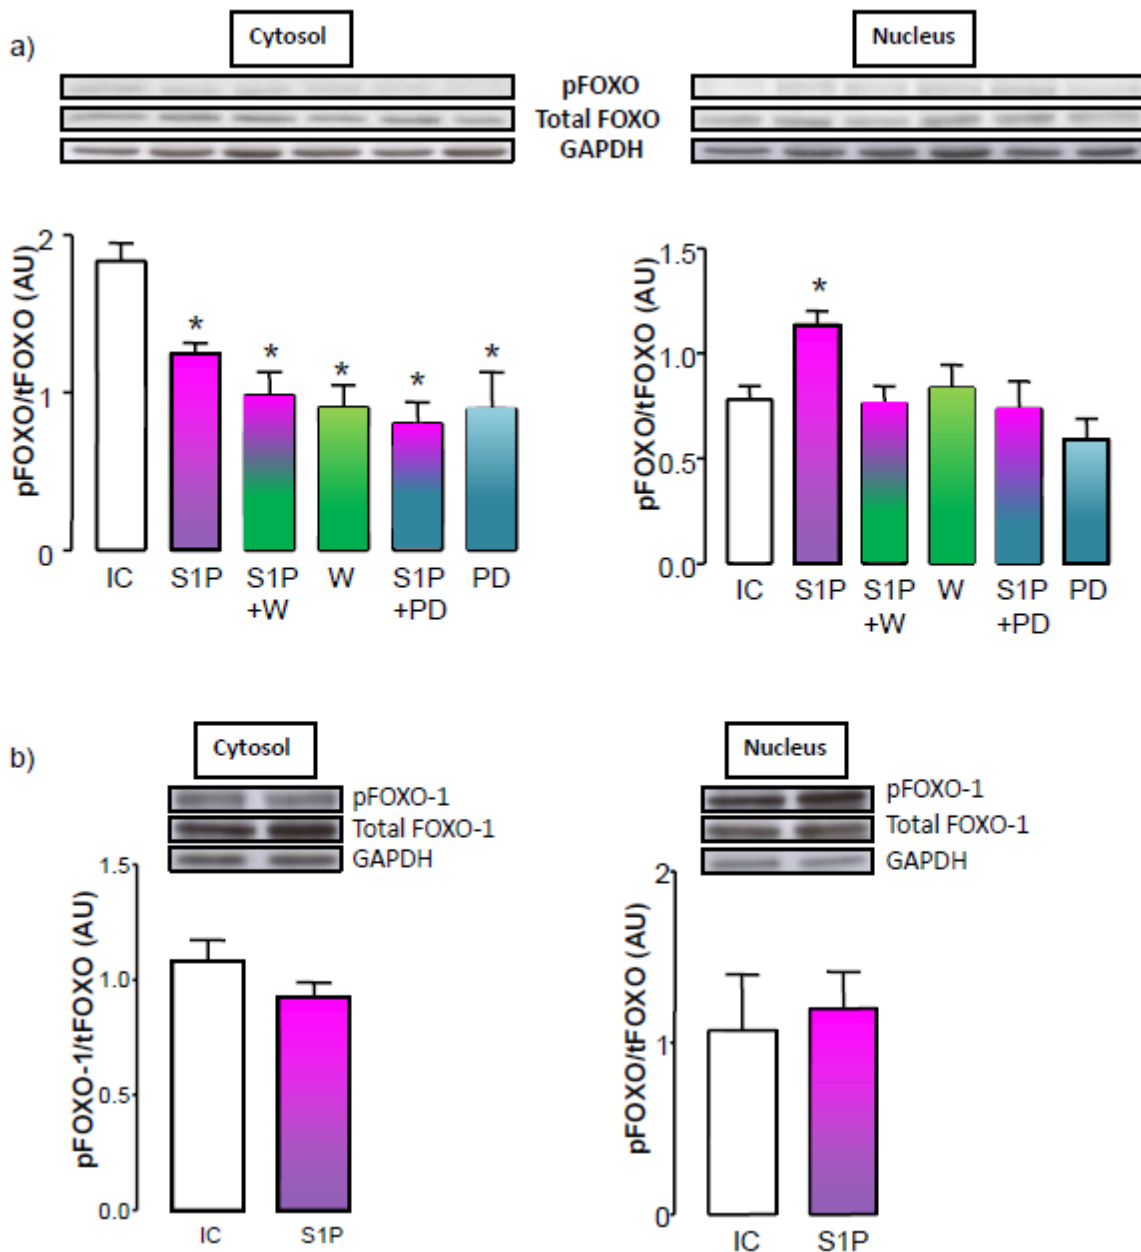 a)
Cytosol
Nucleus
pFOXO
Total FOXO
GAPDH
pFOXO/tFOXO (AU)
2
1
0
*
*
*
*
*
IC S1P S1P W S1P PD
+W +PD
pFOXO/tFOXO (AU)
1.5
1.0
0.5
0.0
*
IC S1P S1P W S1P PD
+W +PD
b)
Cytosol
pFOXO-1
Total FOXO-1
GAPDH
pFOXO-1/tFOXO (AU)
1.5
1.0
0.5
0.0
IC S1P
Nucleus
pFOXO-1
Total FOXO-1
GAPDH
pFOXO/tFOXO (AU)
2
1
0
IC S1P